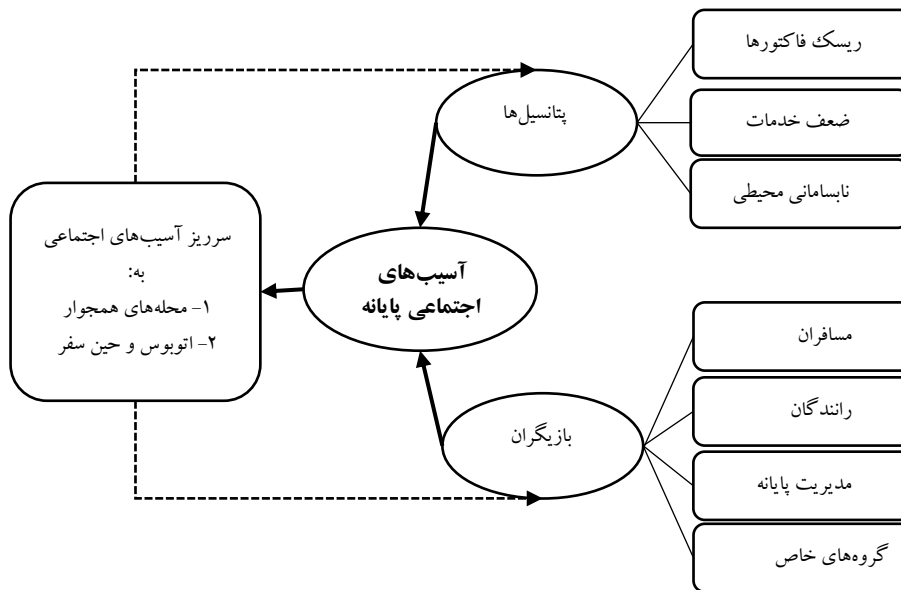 ریسک فاکتورها
پتانسیل‌ها
ضعف خدمات
نابسامانی محیطی
سرریز آسیب‌های اجتماعی
به:
۱- محله‌های همجوار
۲- اتوبوس و حین سفر
آسیب‌های
اجتماعی پایانه
مسافران
رانندگان
بازیگران
مدیریت پایانه
گروه‌های خاص